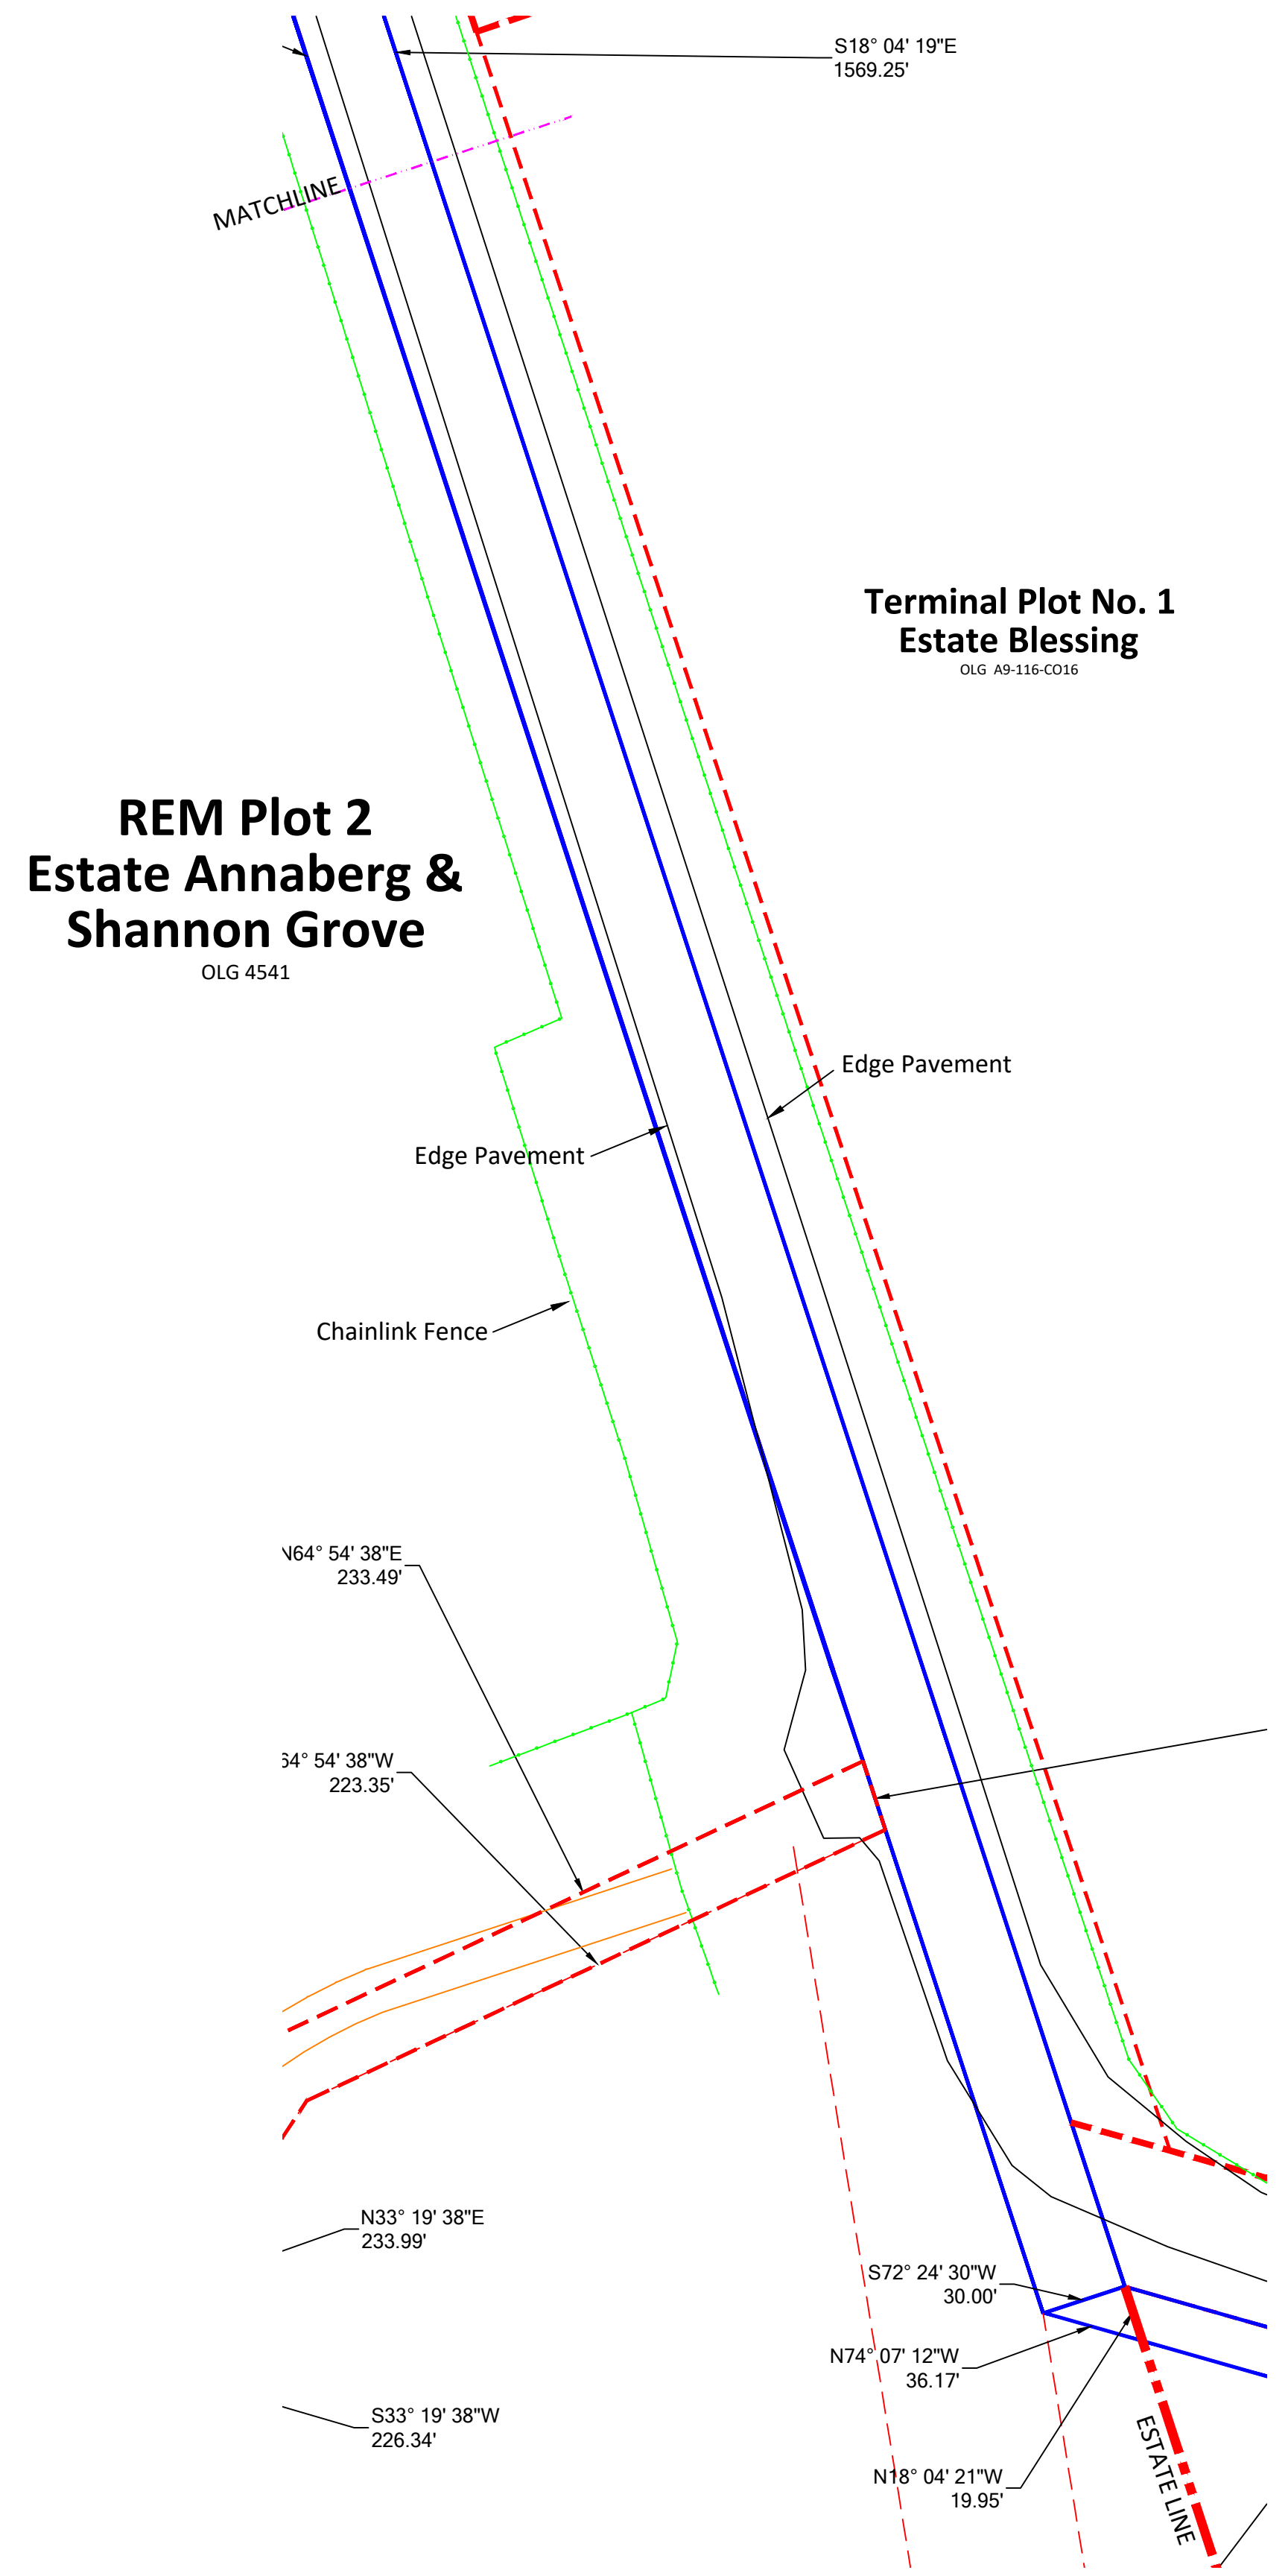 S18° 04' 19"E
1569.25'
MATCHLINE
Terminal Plot No. 1
Estate Blessing
OLG A9-116-CO16
REM Plot 2
Estate Annaberg &
Shannon Grove
OLG 4541
Edge Pavement
Edge Pavement
Chainlink Fence
N64° 54' 38"E
233.49'
64° 54' 38"W
223.35'
N33° 19' 38"E
233.99'
S72° 24' 30"W
30.00'
N74° 07' 12"W
36.17'
S33° 19' 38"W
226.34'
N18° 04' 21"W
19.95'
ESTATE LINE